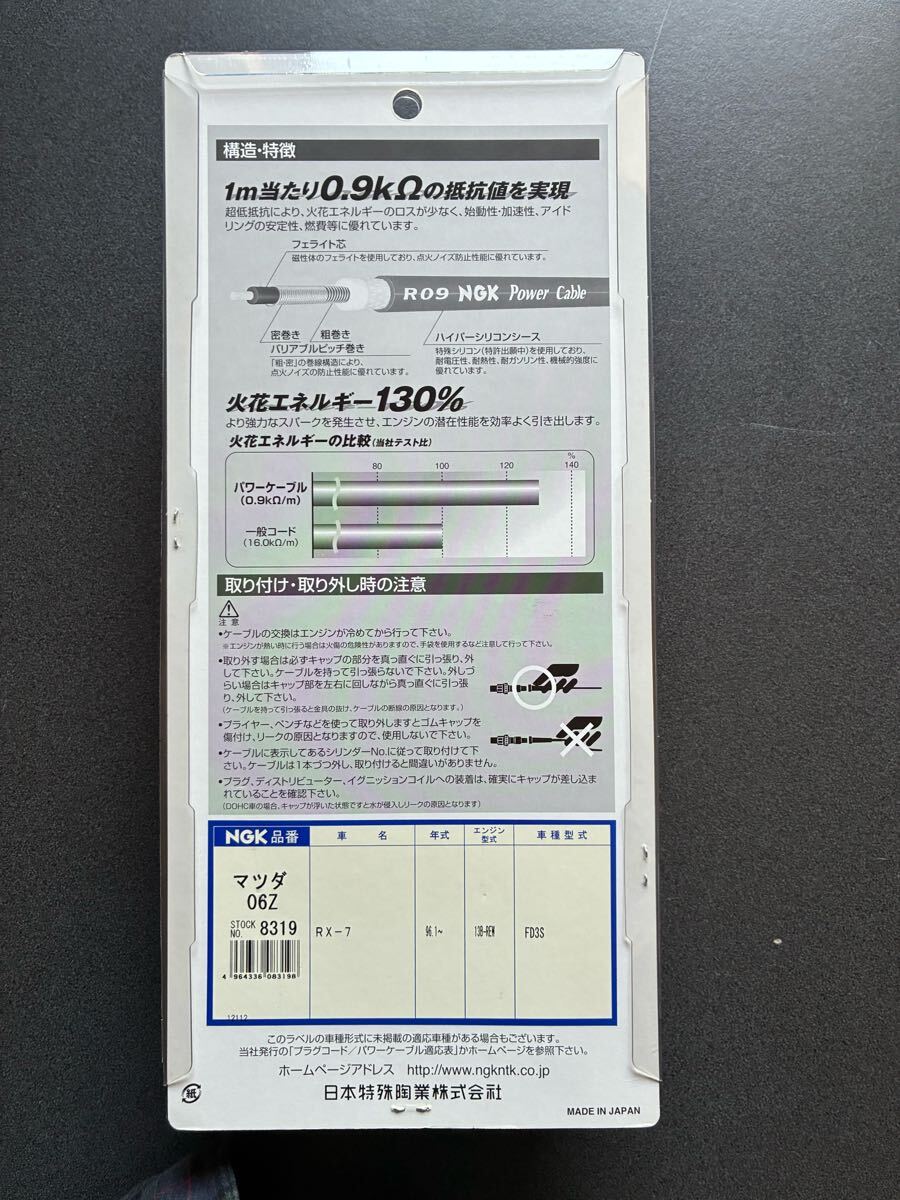 構造・特徴
1m当たり0.9kΩの抵抗値を実現
超低抵抗により、火花エネルギーのロスが少なく、始動性・加速性、アイド
リングの安定性、燃費等に優れています。
フェライト芯
磁性体のフェライトを使用しており、点火ノイズ防止性能に優れています。
R09 NGK Power Cable
密巻き 粗巻き
バリアブルピッチ巻き
「粗・密」の巻線構造により、
点火ノイズの防止性能に優れています。
ハイパーシリコンシース
特殊シリコン(特許出願中)を使用しており、
耐電圧性、耐熱性、耐ガソリン性、機械的強度に
優れています。
火花エネルギー130%
より強力なスパークを発生させ、エンジンの潜在性能を効率よく引き出します。
火花エネルギーの比較(当社テスト比)
%
80 100 120 140
パワーケーブル
(0.9kΩ/m)
一般コード
(16.0kΩ/m)
取り付け・取り外し時の注意
注意
•ケーブルの交換はエンジンが冷めてから行って下さい。
※エンジンが熱い時に行う場合は火傷の危険性がありますので、手袋を使用するなど注意して行って下さい。
•取り外す場合は必ずキャップの部分を真っ直ぐに引っ張り、外
して下さい。ケーブルを持って引っ張らないで下さい。外しづ
らい場合はキャップ部を左右に回しながら真っ直ぐに引っ張
り、外して下さい。
(ケーブルを持って引っ張ると金具の抜け、ケーブルの断線の原因となります。)
•プライヤー、ペンチなどを使って取り外しますとゴムキャップを
傷付け、リークの原因となりますので、使用しないで下さい。
•ケーブルに表示してあるシリンダーNo.に従って取り付けて下
さい。ケーブルは1本づつ外し、取り付けると間違いがありません。
•プラグ、ディストリビューター、イグニッションコイルへの装着は、確実にキャップが差し込ま
れていることを確認下さい。
(DOHC車の場合、キャップが浮いた状態ですと水が侵入しリークの原因となります)
NGK品番 車名 年式 エンジン型式 車種型式
マツダ
06Z
STOCK NO. 8319 RX-7 96.1~ 13B-REW FD3S
4 964336 083198
12112
このラベルの車種形式に未掲載の適応車種がある場合もございます。
当社発行の「プラグコード/パワーケーブル適応表」かホームページを参照下さい。
ホームページアドレス http://www.ngkntk.co.jp
日本特殊陶業株式会社
紙
MADE IN JAPAN